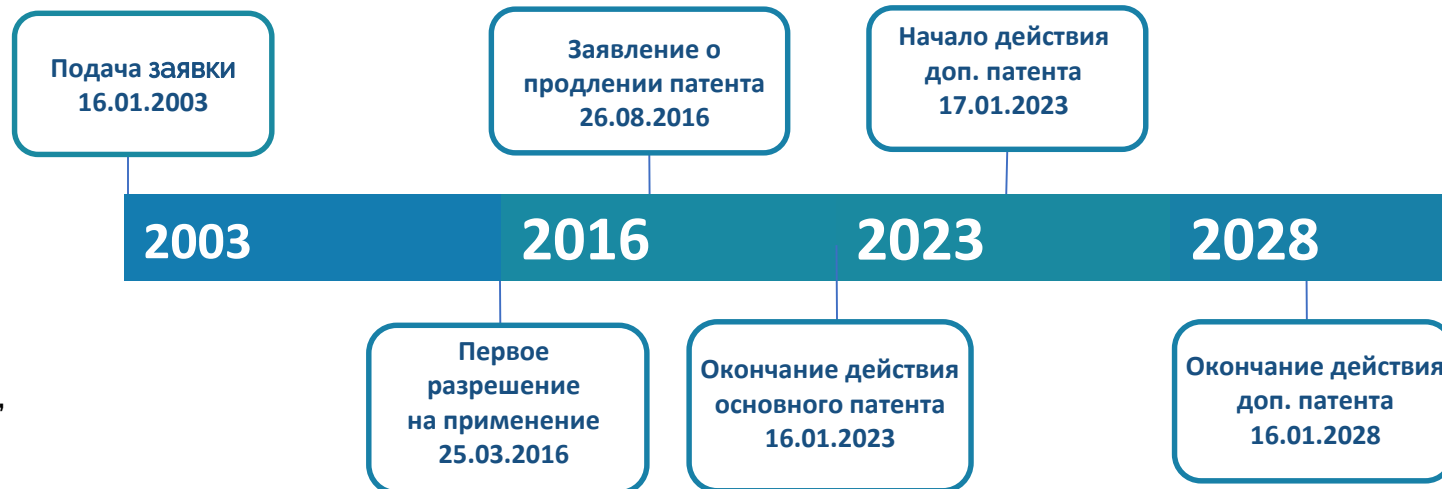 Подача заявки
16.01.2003
Заявление о
продлении патента
26.08.2016
Начало действия
доп. патента
17.01.2023
2003
2016
2023
2028
Первое
разрешение
на применение
25.03.2016
Окончание действия
основного патента
16.01.2023
Окончание действия
доп. патента
16.01.2028
,